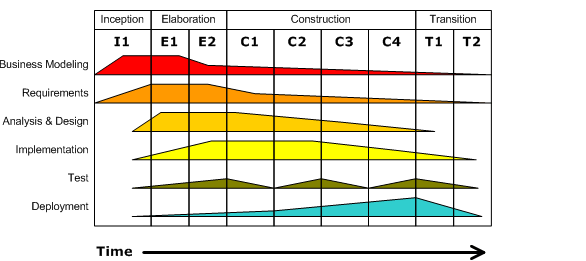 Inception Elaboration Construction Transition
I1 E1 E2 C1 C2 C3 C4 T1 T2
Business Modeling
Requirements
Analysis & Design
Implementation
Test
Deployment
Time